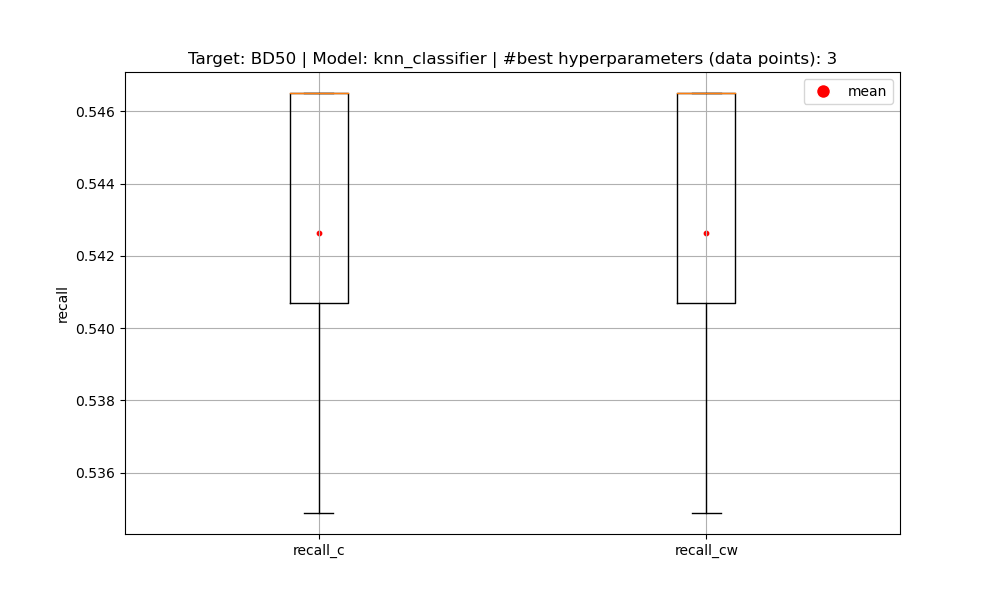 Target: BD50 | Model: knn_classifier | #best hyperparameters (data points): 3
mean
0.546
0.544
0.542
0.540
0.538
0.536
recall
recall_c
recall_cw